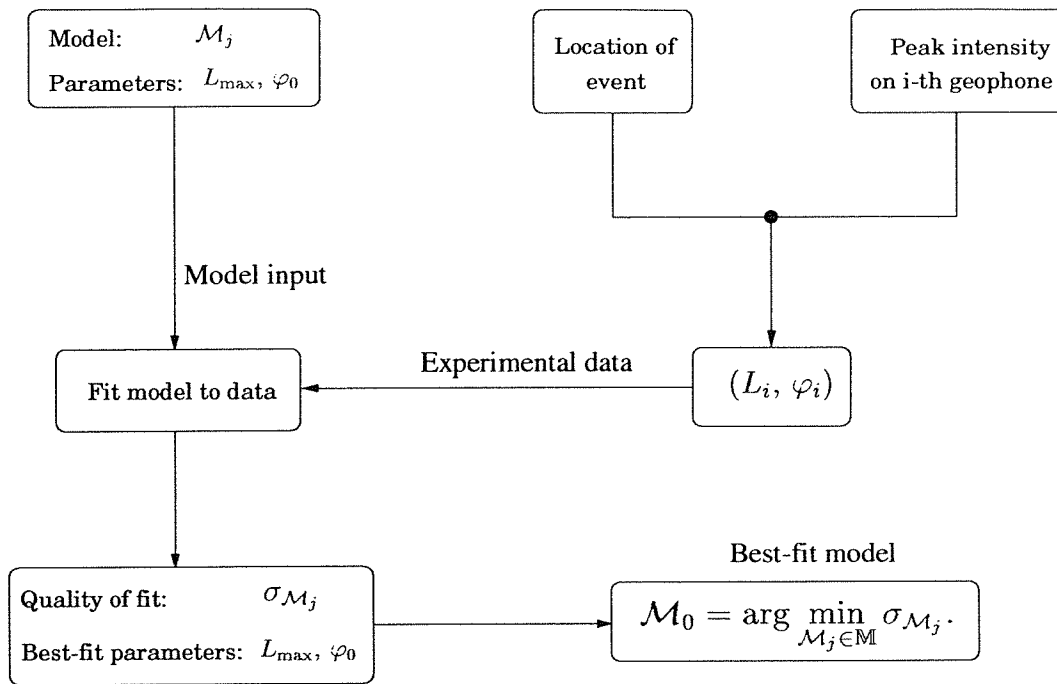 Model: $\mathcal{M}_j$
Parameters: $L_{\max}, \varphi_0$
Location of
event
Peak intensity
on i-th geophone
Model input
Experimental data
Fit model to data
$(L_i, \varphi_i)$
Best-fit model
Quality of fit: $\sigma_{\mathcal{M}_j}$
Best-fit parameters: $L_{\max}, \varphi_0$
$\mathcal{M}_0 = \arg \min_{\mathcal{M}_j \in \mathbb{M}} \sigma_{\mathcal{M}_j}.$